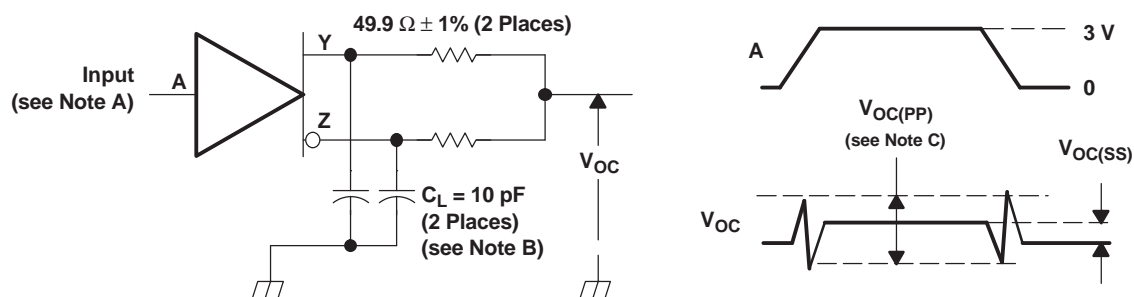 49.9 Ω ± 1% (2 Places)
Y
Input
(see Note A)
A
Z
V_OC
C_L = 10 pF
(2 Places)
(see Note B)
A
3 V
0
V_OC(PP)
(see Note C)
V_OC(SS)
V_OC